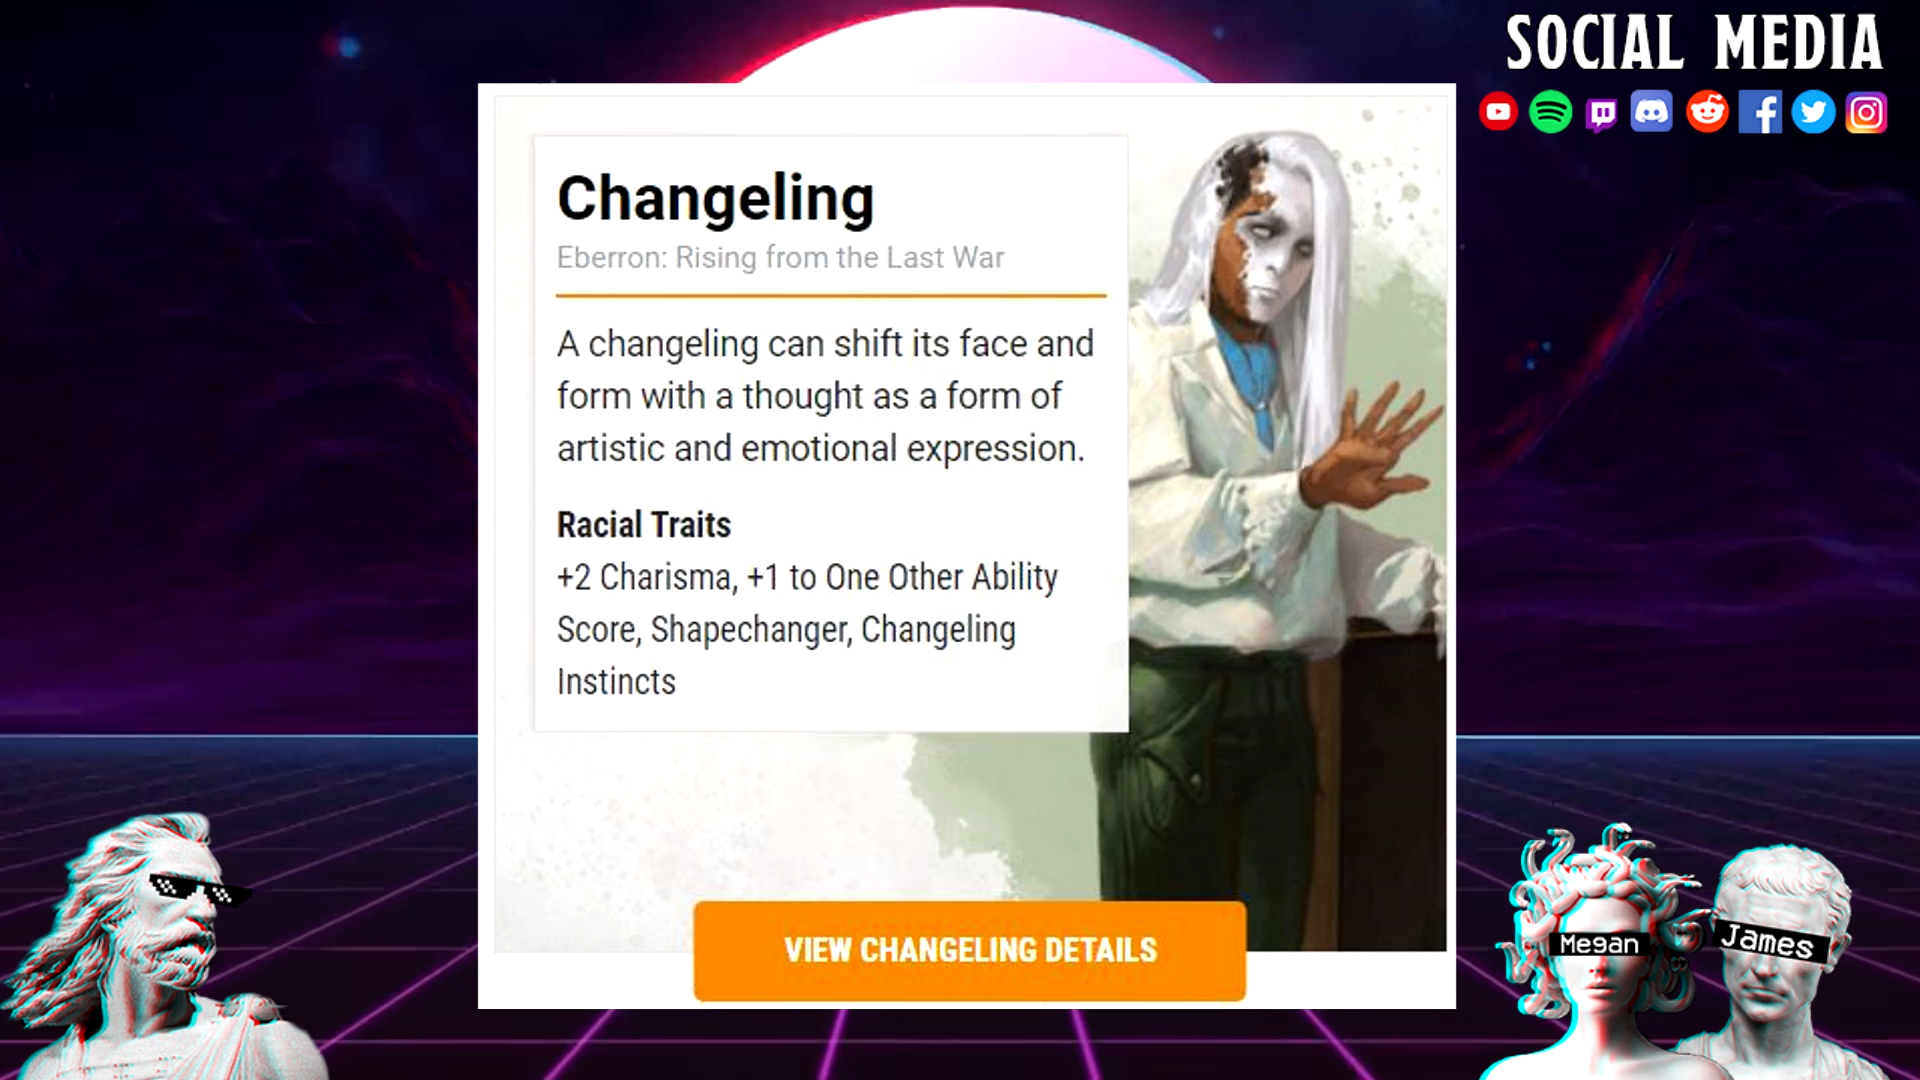 SOCIAL MEDIA
Changeling
Eberron: Rising from the Last War
A changeling can shift its face and
form with a thought as a form of
artistic and emotional expression.
Racial Traits
+2 Charisma, +1 to One Other Ability
Score, Shapechanger, Changeling
Instincts
VIEW CHANGELING DETAILS
Megan
James